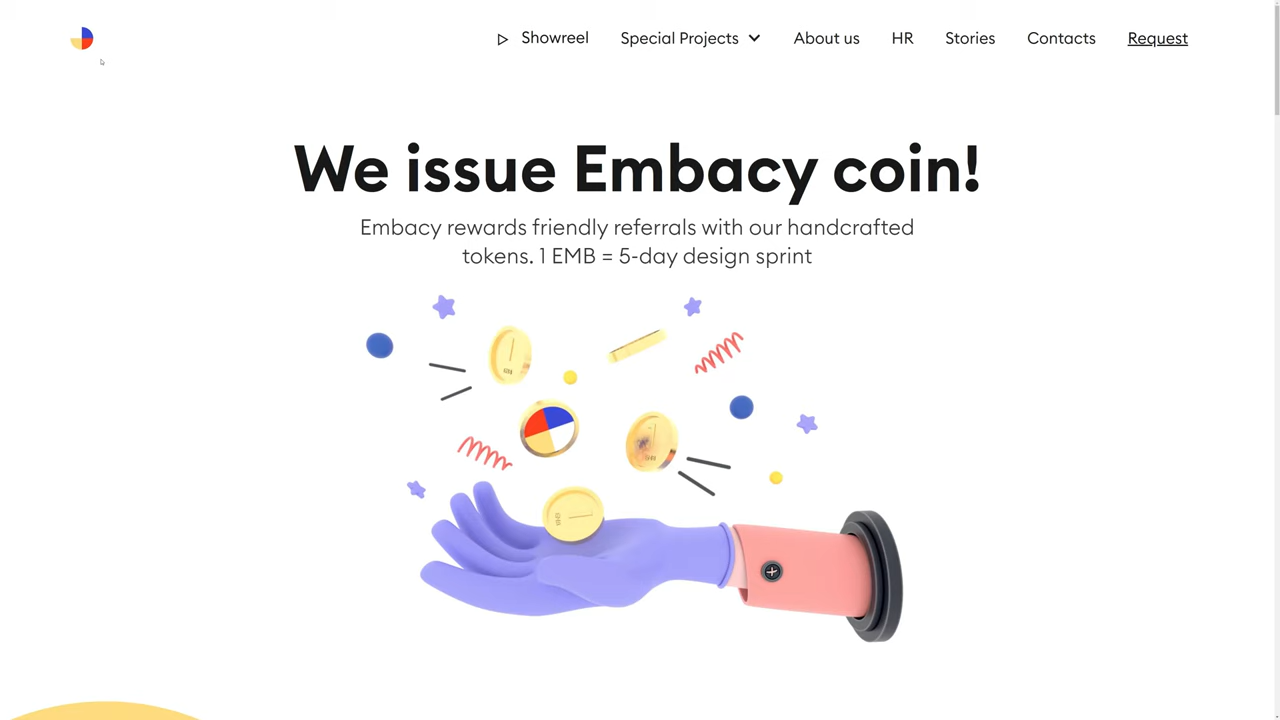 Showreel
Special Projects
About us
HR
Stories
Contacts
Request
We issue Embacy coin!
Embacy rewards friendly referrals with our handcrafted
tokens. 1 EMB = 5-day design sprint